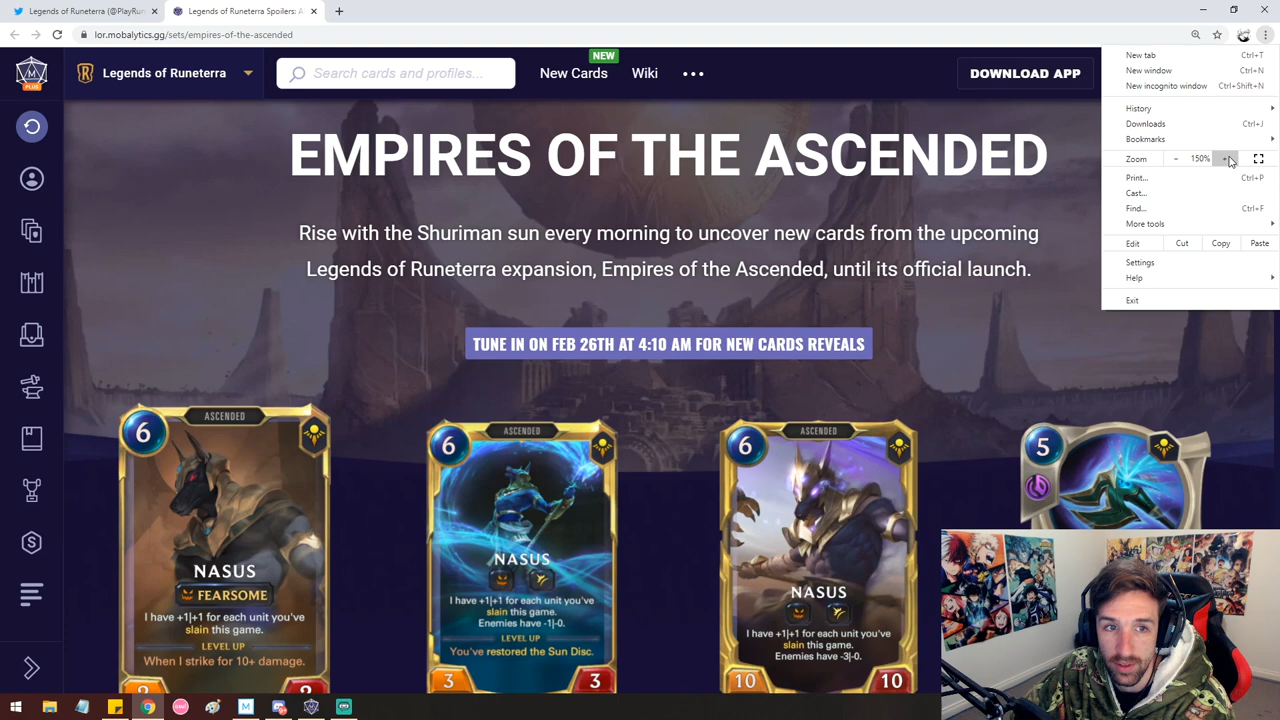 Legends of Runeterra (@PlayRun
Legends of Runeterra Spoilers:
lor.mobalytics.gg/sets/empires-of-the-ascended
M
PLUS
Legends of Runeterra
Search cards and profiles...
New Cards
NEW
Wiki
DOWNLOAD APP
New tab Ctrl+T
New window Ctrl+N
New incognito window Ctrl+Shift+N
History
Downloads Ctrl+J
Bookmarks
Zoom - 150% +
Print... Ctrl+P
Cast...
Find... Ctrl+F
More tools
Edit Cut Copy Paste
Settings
Help
Exit
EMPIRES OF THE ASCENDED
Rise with the Shuriman sun every morning to uncover new cards from the upcoming
Legends of Runeterra expansion, Empires of the Ascended, until its official launch.
TUNE IN ON FEB 26TH AT 4:10 AM FOR NEW CARDS REVEALS
6
ASCENDED
NASUS
FEARSOME
I have +1|+1 for each unit you've
slain this game.
LEVEL UP
When I strike for 10+ damage.
2 2
6
ASCENDED
NASUS
I have +1|+1 for each unit you've
slain this game.
Enemies have -1|-0.
LEVEL UP
You've restored the Sun Disc.
3 3
6
ASCENDED
NASUS
I have +1|+1 for each unit you've
slain this game.
Enemies have -3|-0.
10 10
5